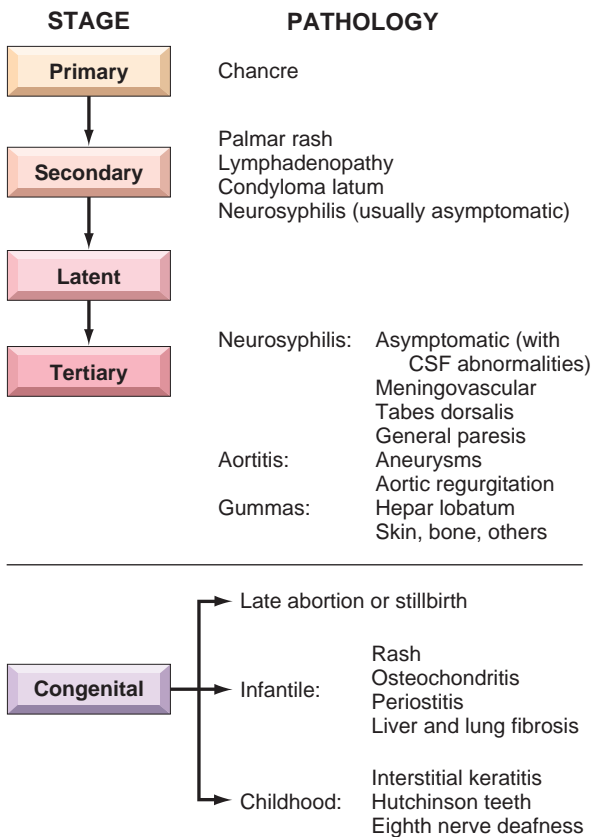 STAGE PATHOLOGY
Primary Chancre
Palmar rash
Lymphadenopathy
Secondary
Condyloma latum
Neurosyphilis (usually asymptomatic)
Latent
Neurosyphilis: Asymptomatic (with
CSF abnormalities)
Tertiary
Meningovascular
Tabes dorsalis
General paresis
Aortitis: Aneurysms
Aortic regurgitation
Gummas: Hepar lobatum
Skin, bone, others
Late abortion or stillbirth
Congenital
Infantile: Rash
Osteochondritis
Periostitis
Liver and lung fibrosis
Childhood: Interstitial keratitis
Hutchinson teeth
Eighth nerve deafness